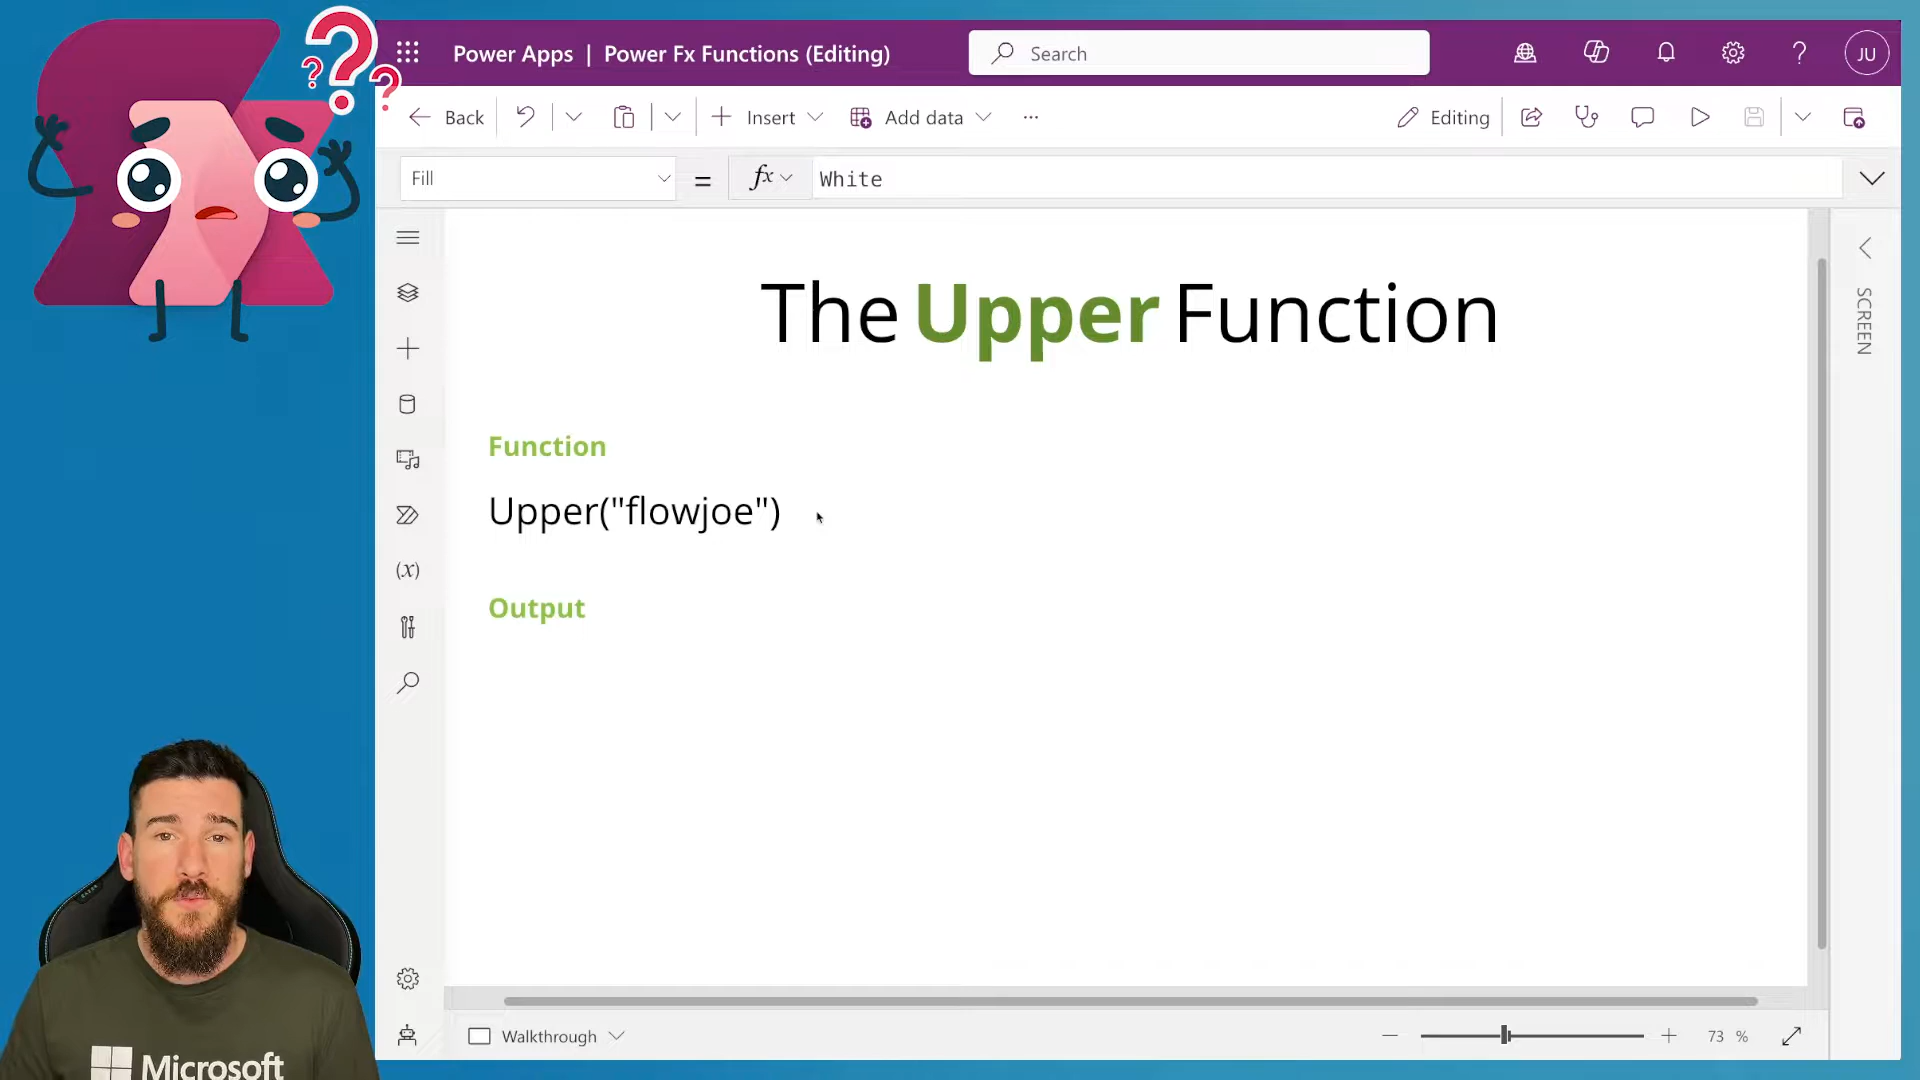 Power Apps | Power Fx Functions (Editing)
Search
JU
Back
Insert
Add data
Editing
Fill
=
fx
White
The Upper Function
SCREEN
Function
Upper("flowjoe")
(x)
Output
Walkthrough
73 %
Microsoft